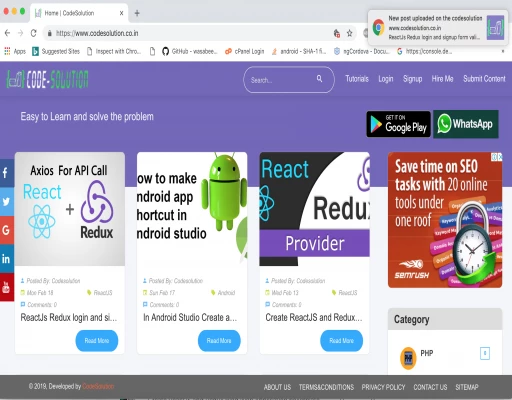 Home | CodeSolution
New post uploaded on the codesolution
www.codesolution.co.in
ReactJs Redux login and signup form vali...
https://www.codesolution.co.in
Apps
Bookmarks
Suggested Sites
Inspect with Chrom
GitHub - wasabee
cPanel Login
android - SHA-1 fi
ngCordova - Docu
https://console.de
CODE-SOLUTION
Search...
Tutorials
Login
Signup
Hire Me
Submit Content
Easy to Learn and solve the problem
GET IT ON
Google Play
WhatsApp
Axios For API Call
React
+
Redux
ow to make
ndroid app
hortcut in
ndroid studio
React
Redux
Provider
Save time on SEO
tasks with 20 online
tools under
one roof
SEMRUSH
Posted By: Codesolution
Mon Feb 18
ReactJS
Comments: 0
ReactJs Redux login and si...
Read More
Posted By: Codesolution
Sun Feb 17
Android
Comments: 0
In Android Studio Create a...
Read More
Posted By: Codesolution
Wed Feb 13
ReactJS
Comments: 0
Create ReactJS and Redux...
Read More
Category
PHP
© 2019, Developed by CodeSolution
ABOUT US
TERMS&CONDITIONS
PRIVACY POLICY
CONTACT US
SITEMAP